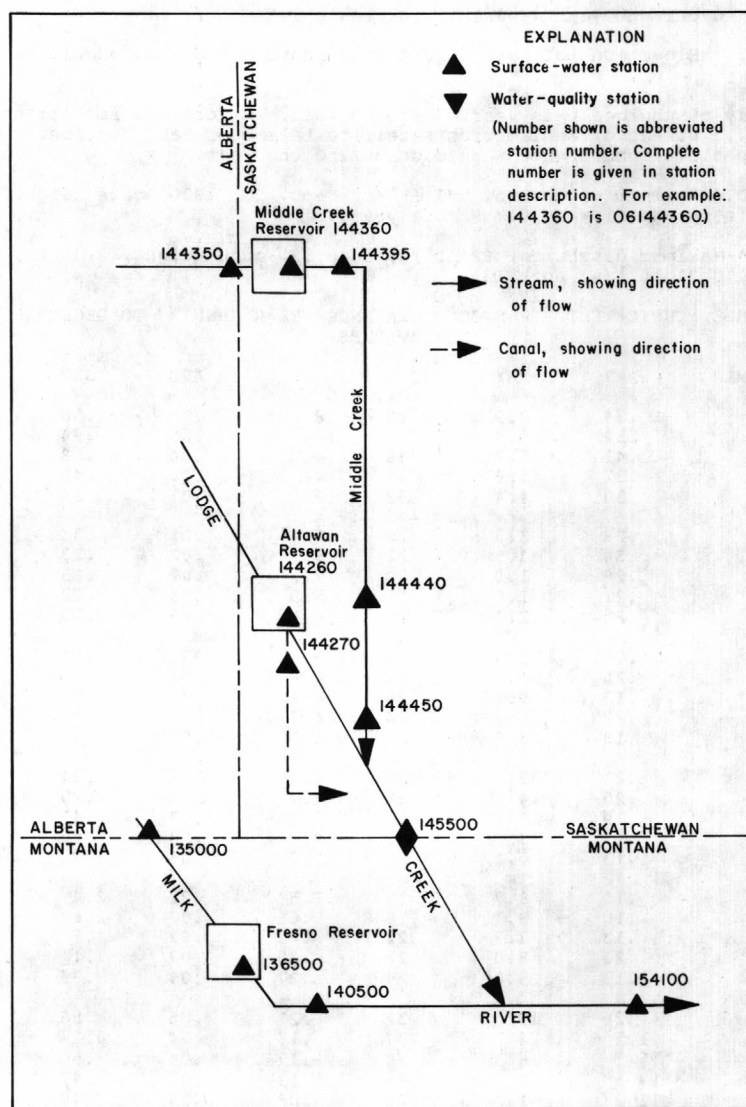 EXPLANATION
Surface-water station
Water-quality station
(Number shown is abbreviated
station number. Complete
number is given in station
description. For example:
144360 is 06144360.)
Stream, showing direction
of flow
Canal, showing direction
of flow
ALBERTA
SASKATCHEWAN
Middle Creek
Reservoir 144360
144350
144395
Middle Creek
LODGE
Altawan
Reservoir
144260
144440
144270
144450
145500
ALBERTA
MONTANA
SASKATCHEWAN
MONTANA
135000
MILK
CREEK
Fresno Reservoir
136500
140500
154100
RIVER